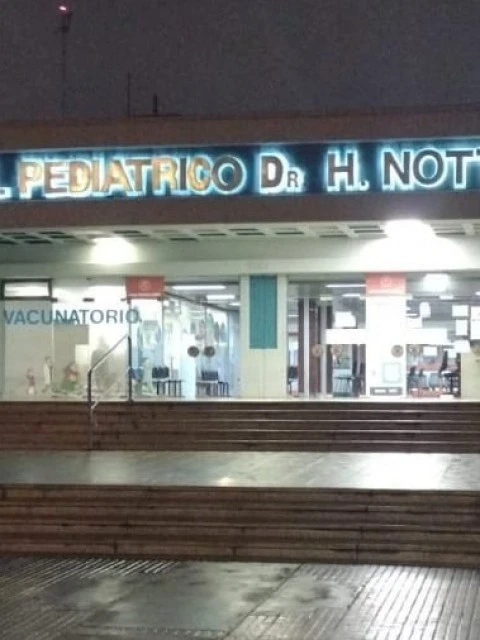 L PEDIATRICO DR H. NOTT
VACUNATORIO